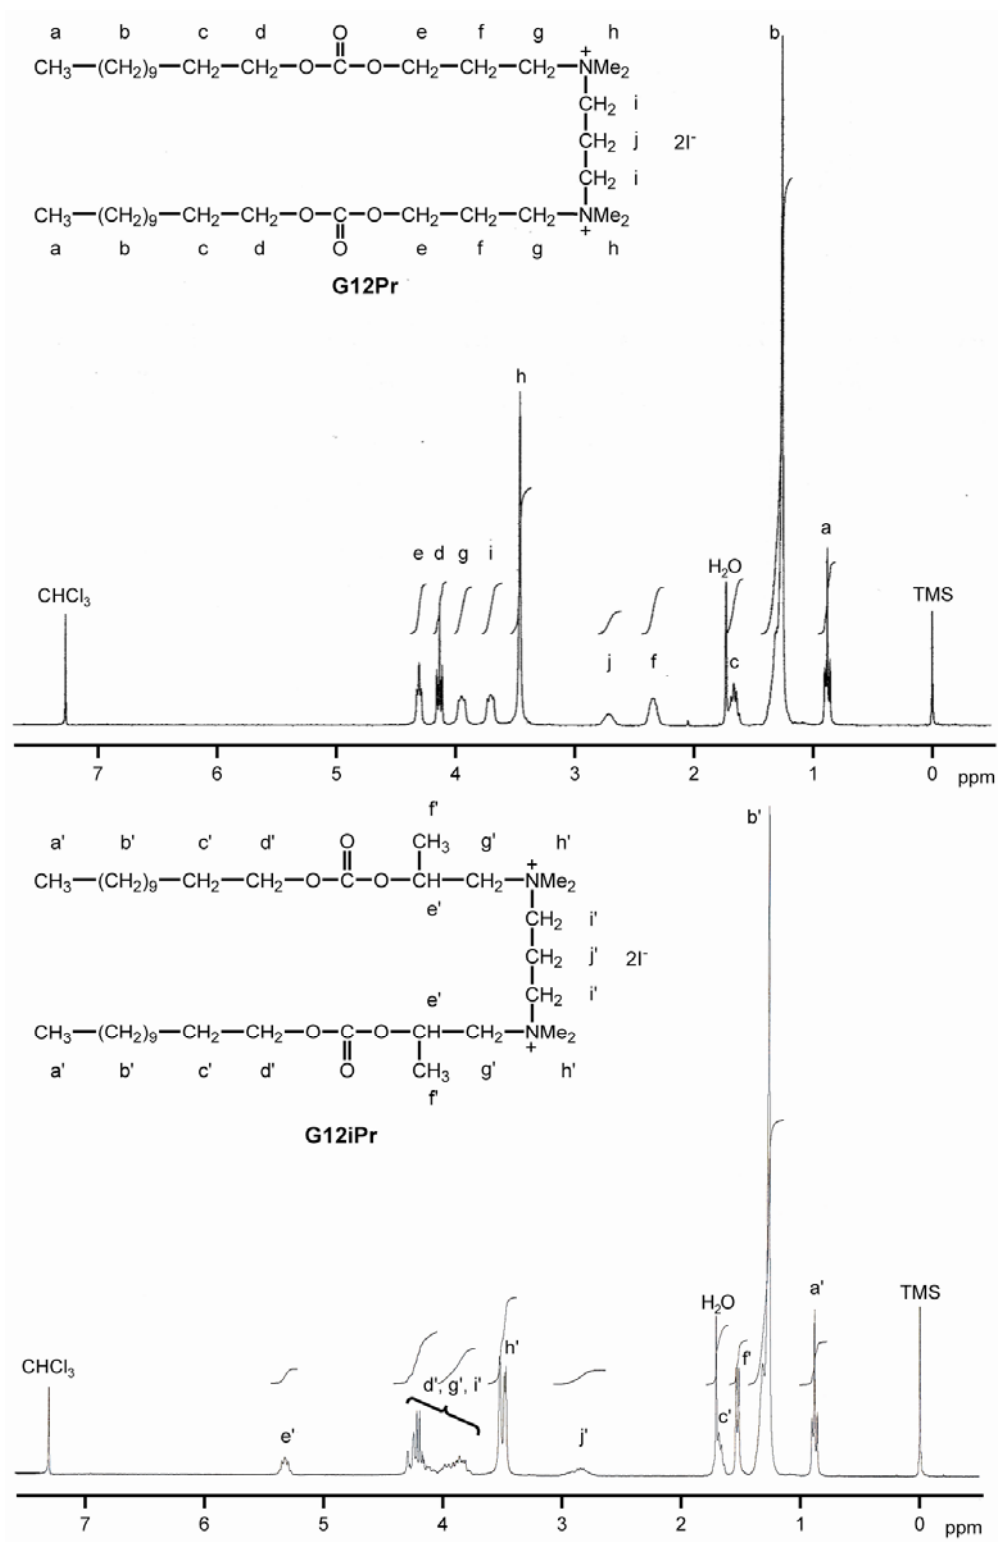 a b c d O e f g h
CH₃—(CH₂)₉—CH₂—CH₂—O—C—O—CH₂—CH₂—CH₂—NMe₂
+
CH₂ i
CH₂ j 2I⁻
CH₂ i
CH₃—(CH₂)₉—CH₂—CH₂—O—C—O—CH₂—CH₂—CH₂—NMe₂
+
a b c d O e f g h
G12Pr
b
h
e d g i
a
CHCl₃
H₂O
TMS
j f c
7 6 5 4 3 2 1 0 ppm
f'
a' b' c' d' O CH₃ g' h'
+
CH₃—(CH₂)₉—CH₂—CH₂—O—C—O—CH—CH₂—NMe₂
e'
CH₂ i'
CH₂ j' 2I⁻
CH₂ i'
e'
CH₃—(CH₂)₉—CH₂—CH₂—O—C—O—CH—CH₂—NMe₂
+
a' b' c' d' O CH₃ g' h'
f'
G12iPr
b'
a'
H₂O
TMS
CHCl₃
h'
f'
d', g', i'
c'
e'
j'
7 6 5 4 3 2 1 0 ppm